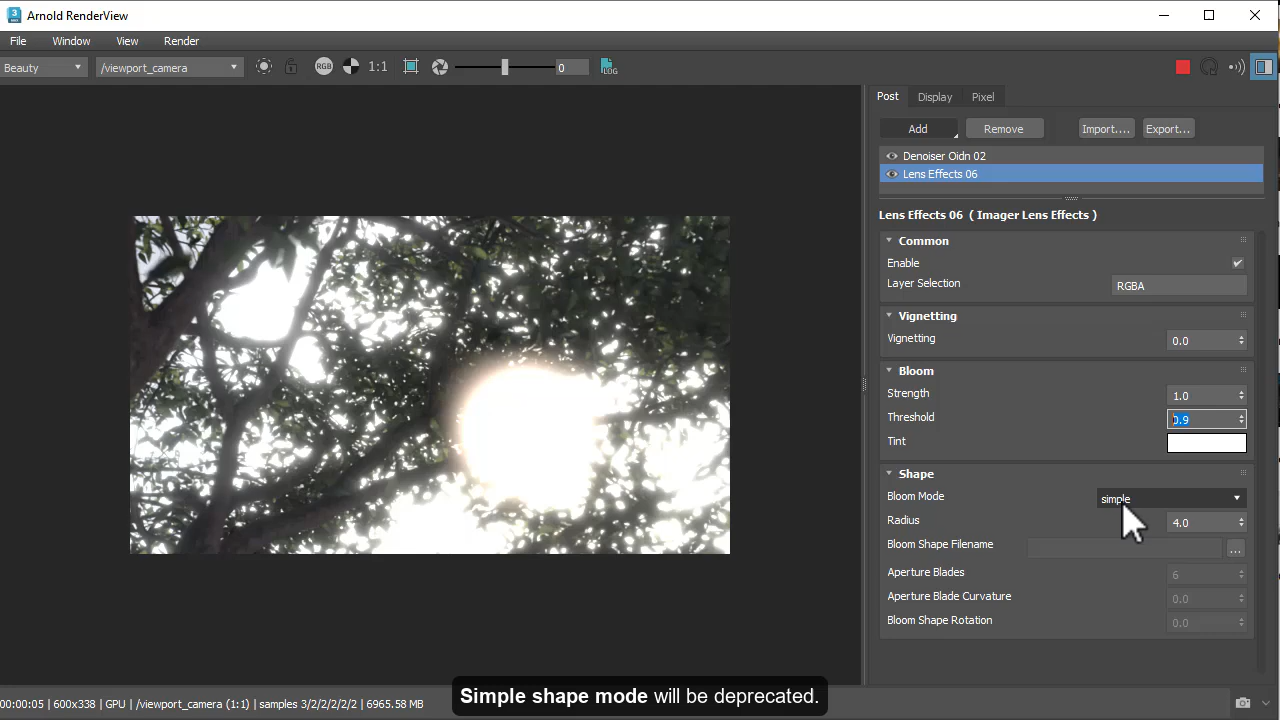 Arnold RenderView
File Window View Render
Beauty /viewport_camera RGB 1:1 0 LOG
Post Display Pixel
Add Remove Import.... Export...
Denoiser Oidn 02
Lens Effects 06
Lens Effects 06 ( Imager Lens Effects )
Common
Enable
Layer Selection RGBA
Vignetting
Vignetting 0.0
Bloom
Strength 1.0
Threshold 0.9
Tint
Shape
Bloom Mode simple
Radius 4.0
Bloom Shape Filename ...
Aperture Blades 6
Aperture Blade Curvature 0.0
Bloom Shape Rotation 0.0
Simple shape mode will be deprecated.
00:00:05 | 600x338 | GPU | /viewport_camera (1:1) | samples 3/2/2/2/2/2 | 6965.58 MB